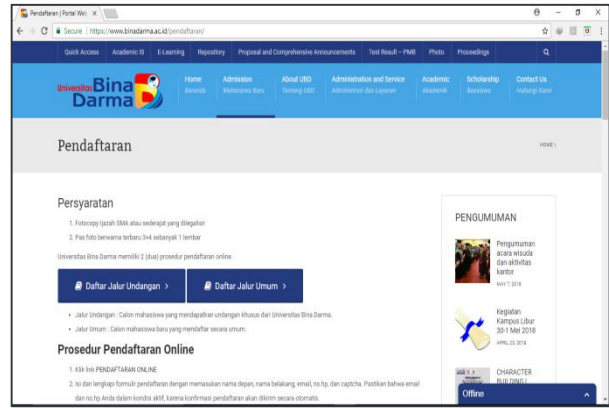 Pendaftaran | Portal Web
Secure | https://www.binadarma.ac.id/pendaftaran/
Quick Access Academic IS E-Learning Repository Proposal and Comprehensive Announcements Test Result – PMB Photo Proceedings
Universitas Bina Darma
Home Admission About UBD Administration and Service Academic Scholarship Contact Us
Beranda Mahasiswa Baru Tentang UBD Administrasi dan Layanan Akademik Beasiswa Hubungi Kami
Pendaftaran
HOME \
Persyaratan
1. Fotocopy Ijazah SMA atau sederajat yang dilegalisir
2. Pas foto berwarna terbaru 3×4 sebanyak 1 lembar
Universitas Bina Darma memiliki 2 (dua) prosedur pendaftaran online.
Daftar Jalur Undangan > Daftar Jalur Umum >
• Jalur Undangan : Calon mahasiswa yang mendapatkan undangan khusus dari Universitas Bina Darma.
• Jalur Umum : Calon mahasiswa baru yang mendaftar secara umum.
Prosedur Pendaftaran Online
1. Klik link PENDAFTARAN ONLINE
2. Isi dan lengkapi formulir pendaftaran dengan memasukan nama depan, nama belakang, email, no.hp, dan captcha. Pastikan bahwa email
dan no.hp Anda dalam kondisi aktif, karena konfirmasi pendaftaran akan dikirim secara otomatis.
PENGUMUMAN
Pengumuman
acara wisuda
dan aktivitas
kantor
MAY 7, 2018
Kegiatan
Kampus Libur
30-1 Mei 2018
APRIL 23, 2018
CHARACTER
BUILDING I
Offline